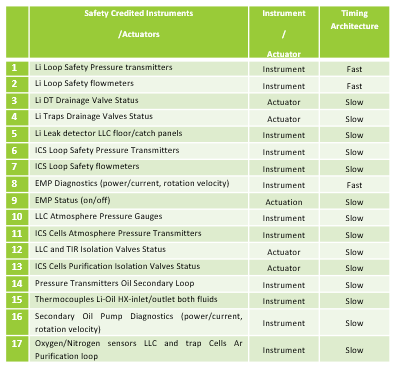 Safety Credited Instruments
/Actuators
Instrument
/
Actuator
Timing
Architecture
1 Li Loop Safety Pressure transmitters Instrument Fast
2 Li Loop Safety flowmeters Instrument Fast
3 Li DT Drainage Valve Status Actuator Slow
4 Li Traps Drainage Valves Status Actuator Slow
5 Li Leak detector LLC floor/catch panels Instrument Slow
6 ICS Loop Safety Pressure Transmitters Instrument Slow
7 ICS Loop Safety flowmeters Instrument Slow
8 EMP Diagnostics (power/current, rotation velocity) Instrument Fast
9 EMP Status (on/off) Actuation Slow
10 LLC Atmosphere Pressure Gauges Instrument Slow
11 ICS Cells Atmosphere Pressure Transmitters Instrument Slow
12 LLC and TIR Isolation Valves Status Actuator Slow
13 ICS Cells Purification Isolation Valves Status Actuator Slow
14 Pressure Transmitters Oil Secondary Loop Instrument Slow
15 Thermocouples Li-Oil HX-inlet/outlet both fluids Instrument Slow
16 Secondary Oil Pump Diagnostics (power/current,
rotation velocity) Instrument Slow
17 Oxygen/Nitrogen sensors LLC and trap Cells Ar
Purification loop Instrument Slow